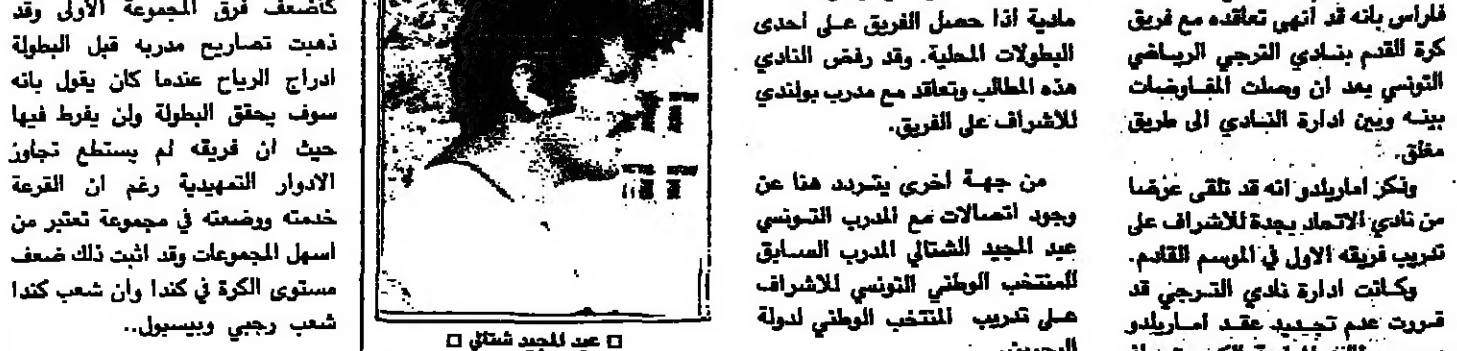 فاراس بانه قد أنهى تعاقده مع فريق
كرة القدم بنادي الترجي الرياضي
التونسي بعد ان وصلت المفاوضات
بينه وبين ادارة النادي الى طريق
مغلق.
وذكر اماريلدو انه قد تلقى عرضا
من نادي الاتحاد بجدة للاشراف على
تدريب فريقه الاول في الموسم القادم.
وكانت ادارة نادي الترجي قد
قررت عدم تجديد عقد اماريلدو
مادية اذا حصل الفريق على احدى
البطولات المحلية. وقد رفض النادي
هذه المطالب وتعاقد مع مدرب بولندي
للاشراف على الفريق.
من جهة اخرى يتردد هنا عن
وجود اتصالات مع المدرب التونسي
عبد المجيد الشتالي المدرب السابق
للمنتخب الوطني التونسي للاشراف
على تدريب المنتخب الوطني لدولة
البحرين.
□ عبد المجيد شتالي □
كأضعف فرق المجموعة الاولى وقد
ذهبت تصاريح مدربه قبل البطولة
ادراج الرياح عندما كان يقول بانه
سوف يحقق البطولة ولن يفرط فيها
حيث ان فريقه لم يستطع تجاوز
الادوار التمهيدية رغم ان القرعة
خدمته ووضعته في مجموعة تعتبر من
اسهل المجموعات وقد اثبت ذلك ضعف
مستوى الكرة في كندا وان شعب كندا
شعب رجبي وبيسبول..